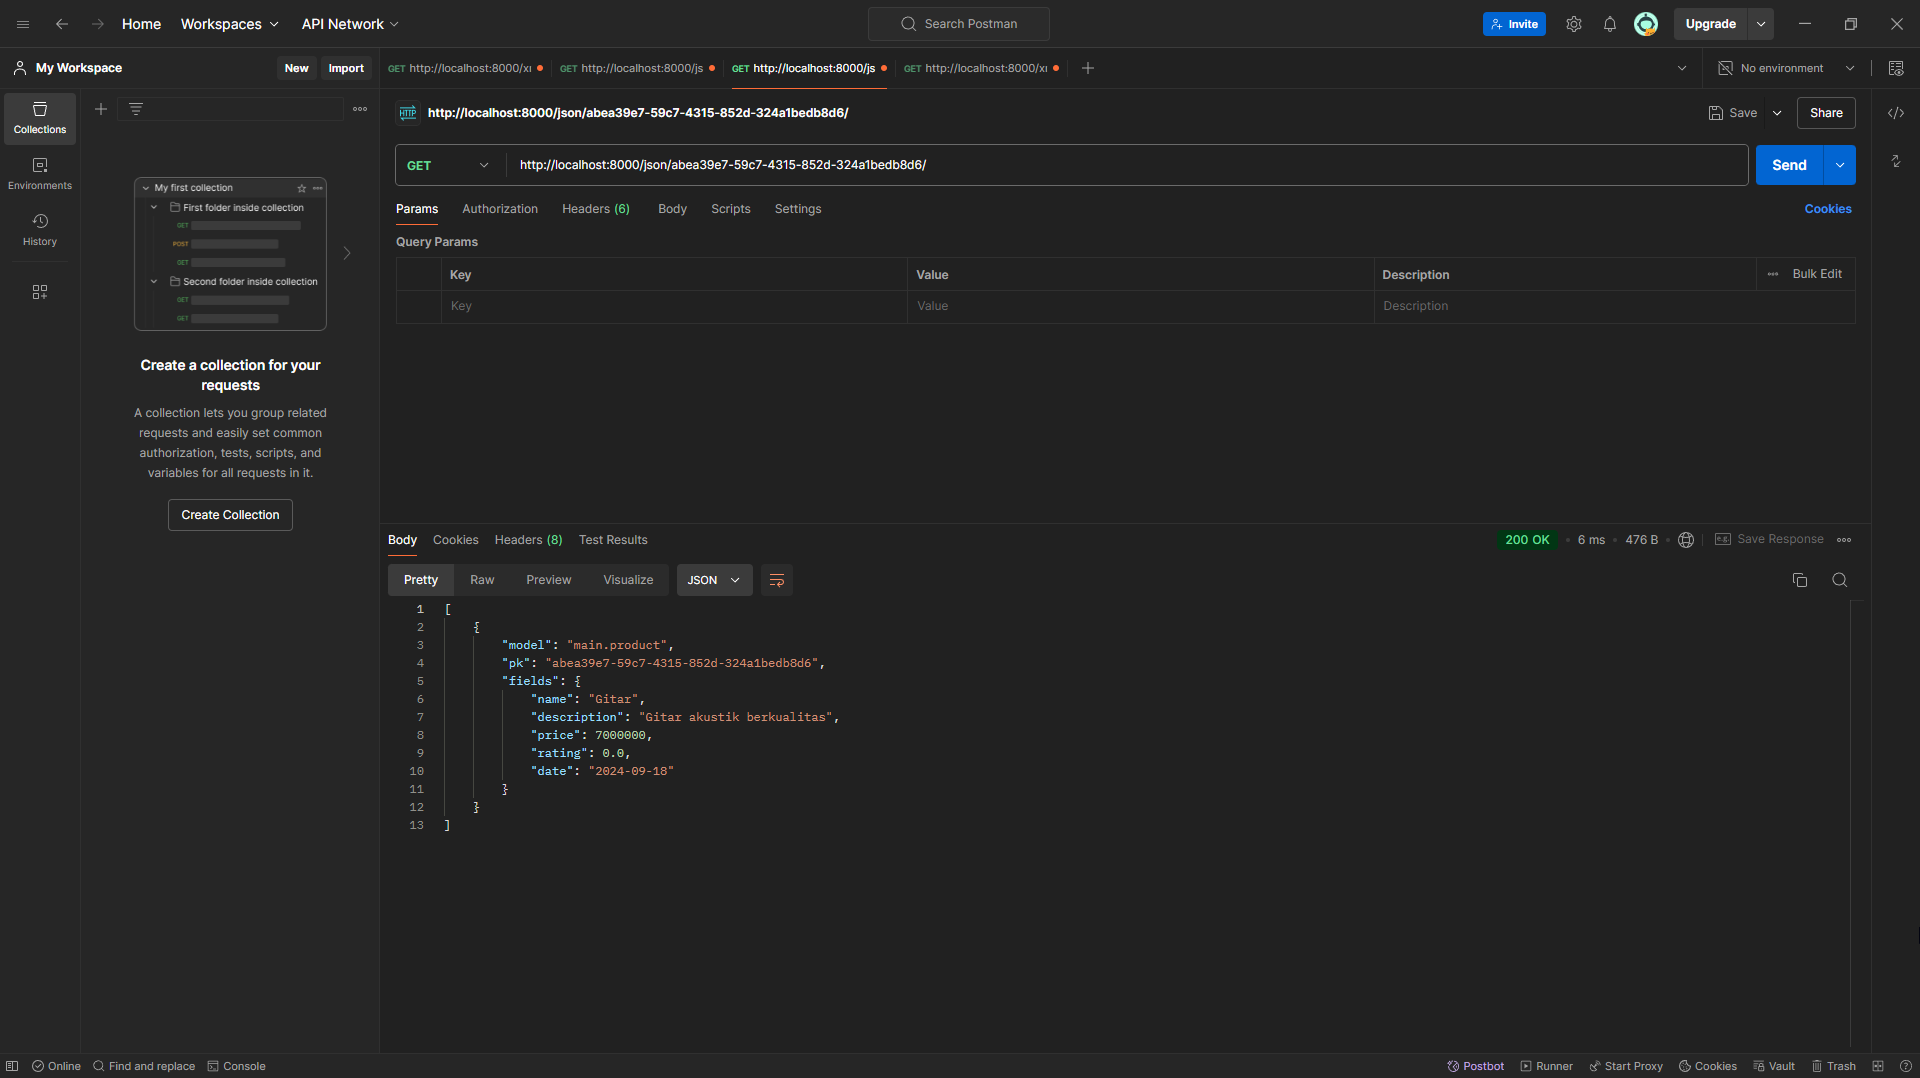 Home Workspaces API Network Search Postman Invite Upgrade
My Workspace New Import GET http://localhost:8000/x GET http://localhost:8000/js GET http://localhost:8000/js GET http://localhost:8000/x No environment
Collections
Environments
History
My first collection
First folder inside collection
GET
POST
GET
Second folder inside collection
GET
GET
Create a collection for your
requests
A collection lets you group related
requests and easily set common
authorization, tests, scripts, and
variables for all requests in it.
Create Collection
HTTP http://localhost:8000/json/abea39e7-59c7-4315-852d-324a1bedb8d6/ Save Share
GET http://localhost:8000/json/abea39e7-59c7-4315-852d-324a1bedb8d6/ Send
Params Authorization Headers (6) Body Scripts Settings Cookies
Query Params
Key Value Description Bulk Edit
Key Value Description
Body Cookies Headers (8) Test Results 200 OK • 6 ms • 476 B • e.g. Save Response
Pretty Raw Preview Visualize JSON
1 [
2 {
3 "model": "main.product",
4 "pk": "abea39e7-59c7-4315-852d-324a1bedb8d6",
5 "fields": {
6 "name": "Gitar",
7 "description": "Gitar akustik berkualitas",
8 "price": 7000000,
9 "rating": 0.0,
10 "date": "2024-09-18"
11 }
12 }
13 ]
Online Find and replace Console Postbot Runner Start Proxy Cookies Vault Trash